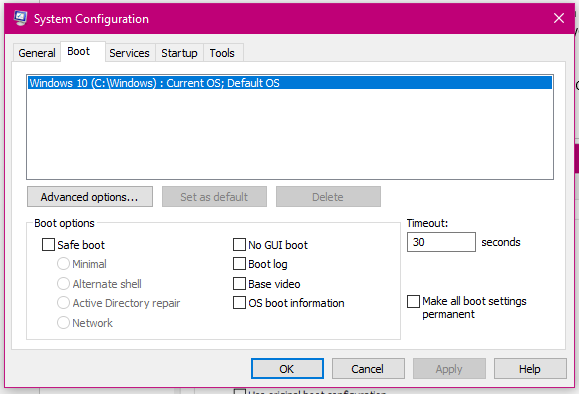 System Configuration
General Boot Services Startup Tools
Windows 10 (C:\Windows) : Current OS; Default OS
Advanced options... Set as default Delete
Boot options
Safe boot
Minimal
Alternate shell
Active Directory repair
Network
No GUI boot
Boot log
Base video
OS boot information
Timeout:
30 seconds
Make all boot settings
permanent
OK Cancel Apply Help